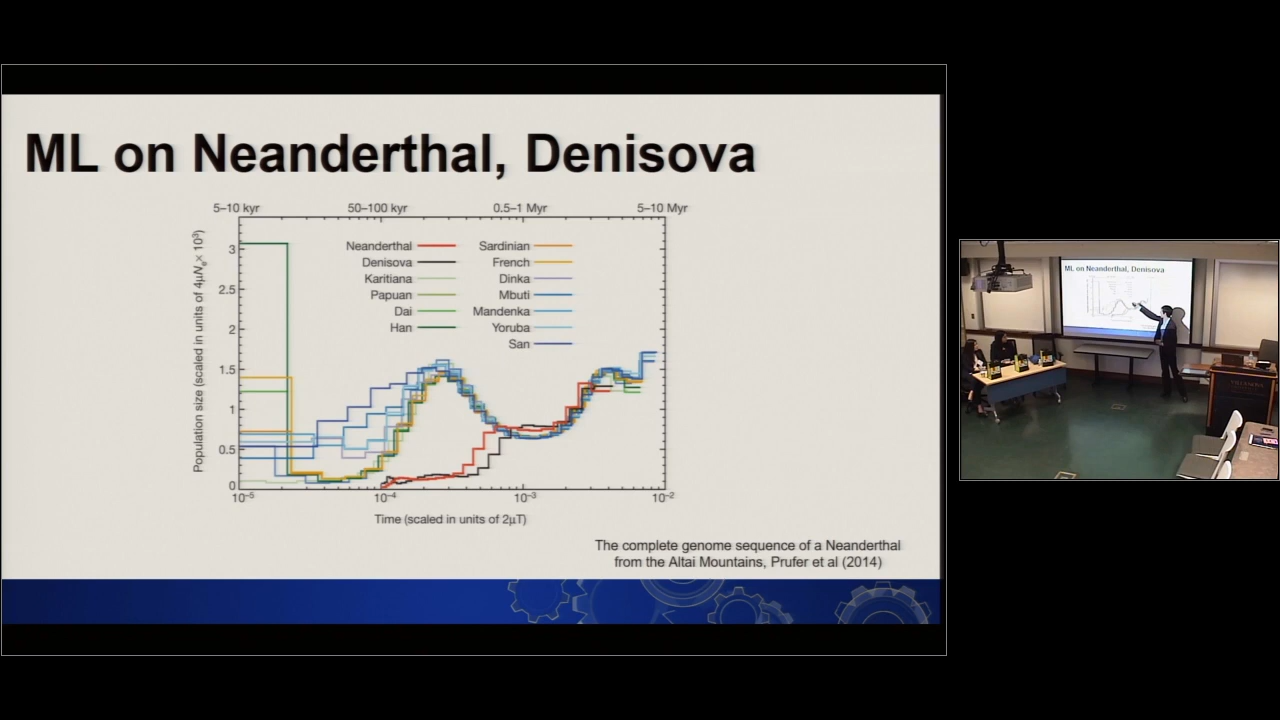 ML on Neanderthal, Denisova
5–10 kyr 50–100 kyr 0.5–1 Myr 5–10 Myr
Population size (scaled in units of 4μNₑ× 10³)
3
2.5
2
1.5
1
0.5
0
Neanderthal
Denisova
Karitiana
Papuan
Dai
Han
Sardinian
French
Dinka
Mbuti
Mandenka
Yoruba
San
10⁻⁵ 10⁻⁴ 10⁻³ 10⁻²
Time (scaled in units of 2μT)
The complete genome sequence of a Neanderthal
from the Altai Mountains, Prufer et al (2014)
ML on Neanderthal, Denisova
VILLANOVA